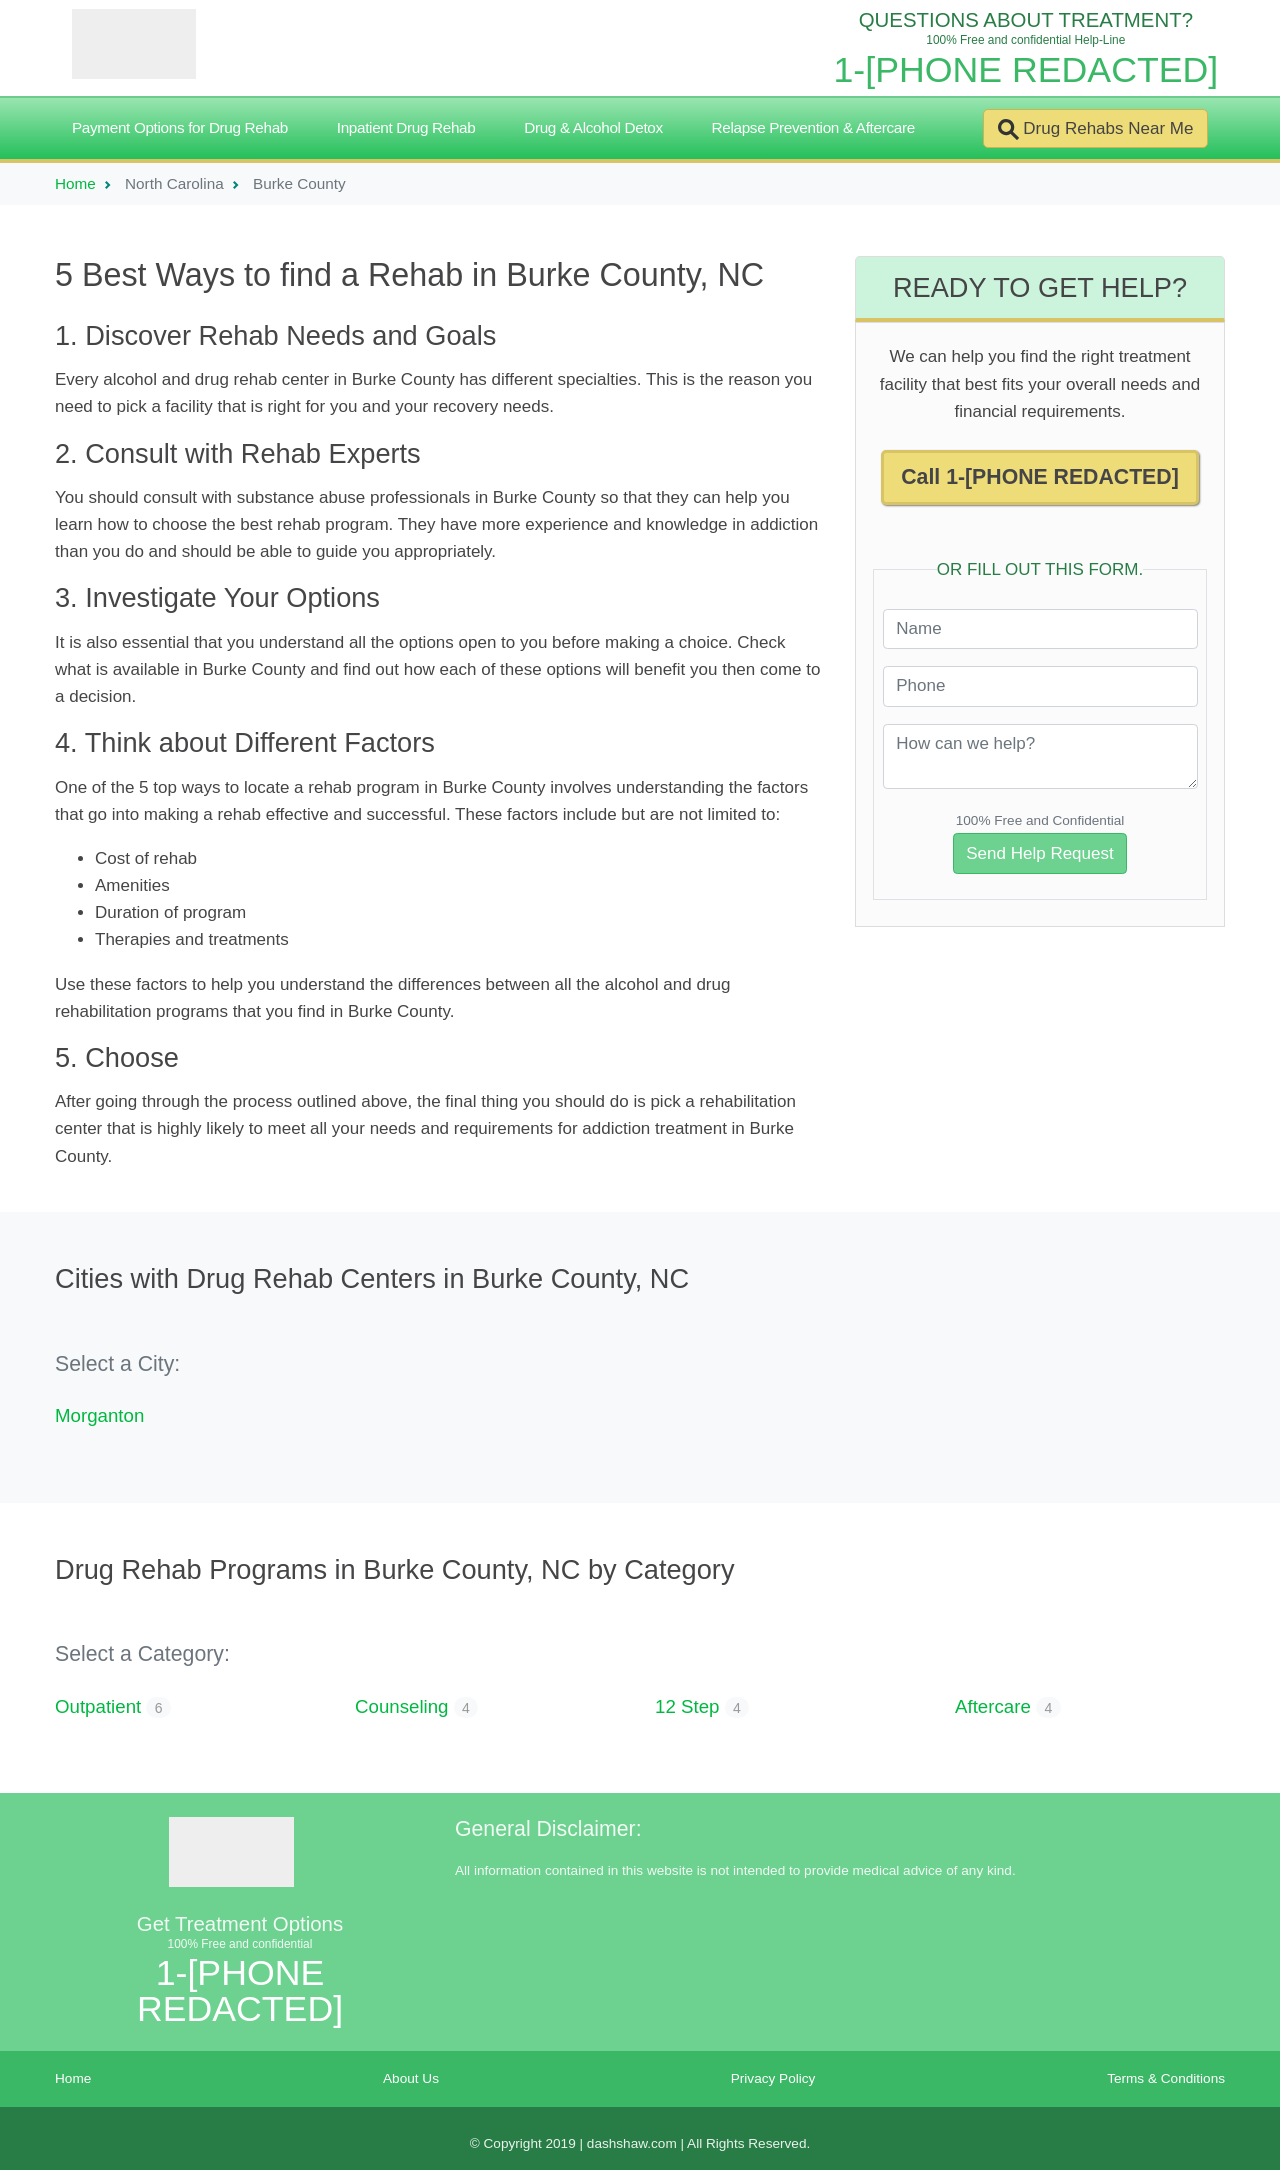 QUESTIONS ABOUT TREATMENT?
100% Free and confidential Help-Line
1-[PHONE REDACTED]
Payment Options for Drug Rehab
Inpatient Drug Rehab
Drug & Alcohol Detox
Relapse Prevention & Aftercare
Drug Rehabs Near Me
Home
North Carolina
Burke County
5 Best Ways to find a Rehab in Burke County, NC
1. Discover Rehab Needs and Goals
Every alcohol and drug rehab center in Burke County has different specialties. This is the reason you
need to pick a facility that is right for you and your recovery needs.
2. Consult with Rehab Experts
You should consult with substance abuse professionals in Burke County so that they can help you
learn how to choose the best rehab program. They have more experience and knowledge in addiction
than you do and should be able to guide you appropriately.
3. Investigate Your Options
It is also essential that you understand all the options open to you before making a choice. Check
what is available in Burke County and find out how each of these options will benefit you then come to
a decision.
4. Think about Different Factors
One of the 5 top ways to locate a rehab program in Burke County involves understanding the factors
that go into making a rehab effective and successful. These factors include but are not limited to:
Cost of rehab
Amenities
Duration of program
Therapies and treatments
Use these factors to help you understand the differences between all the alcohol and drug
rehabilitation programs that you find in Burke County.
5. Choose
After going through the process outlined above, the final thing you should do is pick a rehabilitation
center that is highly likely to meet all your needs and requirements for addiction treatment in Burke
County.
READY TO GET HELP?
We can help you find the right treatment
facility that best fits your overall needs and
financial requirements.
Call 1-[PHONE REDACTED]
OR FILL OUT THIS FORM.
Name
Phone
How can we help?
100% Free and Confidential
Send Help Request
Cities with Drug Rehab Centers in Burke County, NC
Select a City:
Morganton
Drug Rehab Programs in Burke County, NC by Category
Select a Category:
Outpatient 6
Counseling 4
12 Step 4
Aftercare 4
General Disclaimer:
All information contained in this website is not intended to provide medical advice of any kind.
Get Treatment Options
100% Free and confidential
1-[PHONE
REDACTED]
Home
About Us
Privacy Policy
Terms & Conditions
© Copyright 2019 | dashshaw.com | All Rights Reserved.